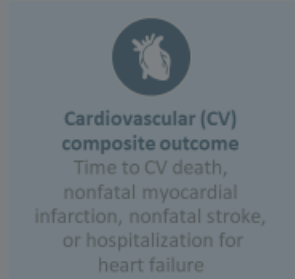 Cardiovascular (CV)
composite outcome
Time to CV death,
nonfatal myocardial
infarction, nonfatal stroke,
or hospitalization for
heart failure